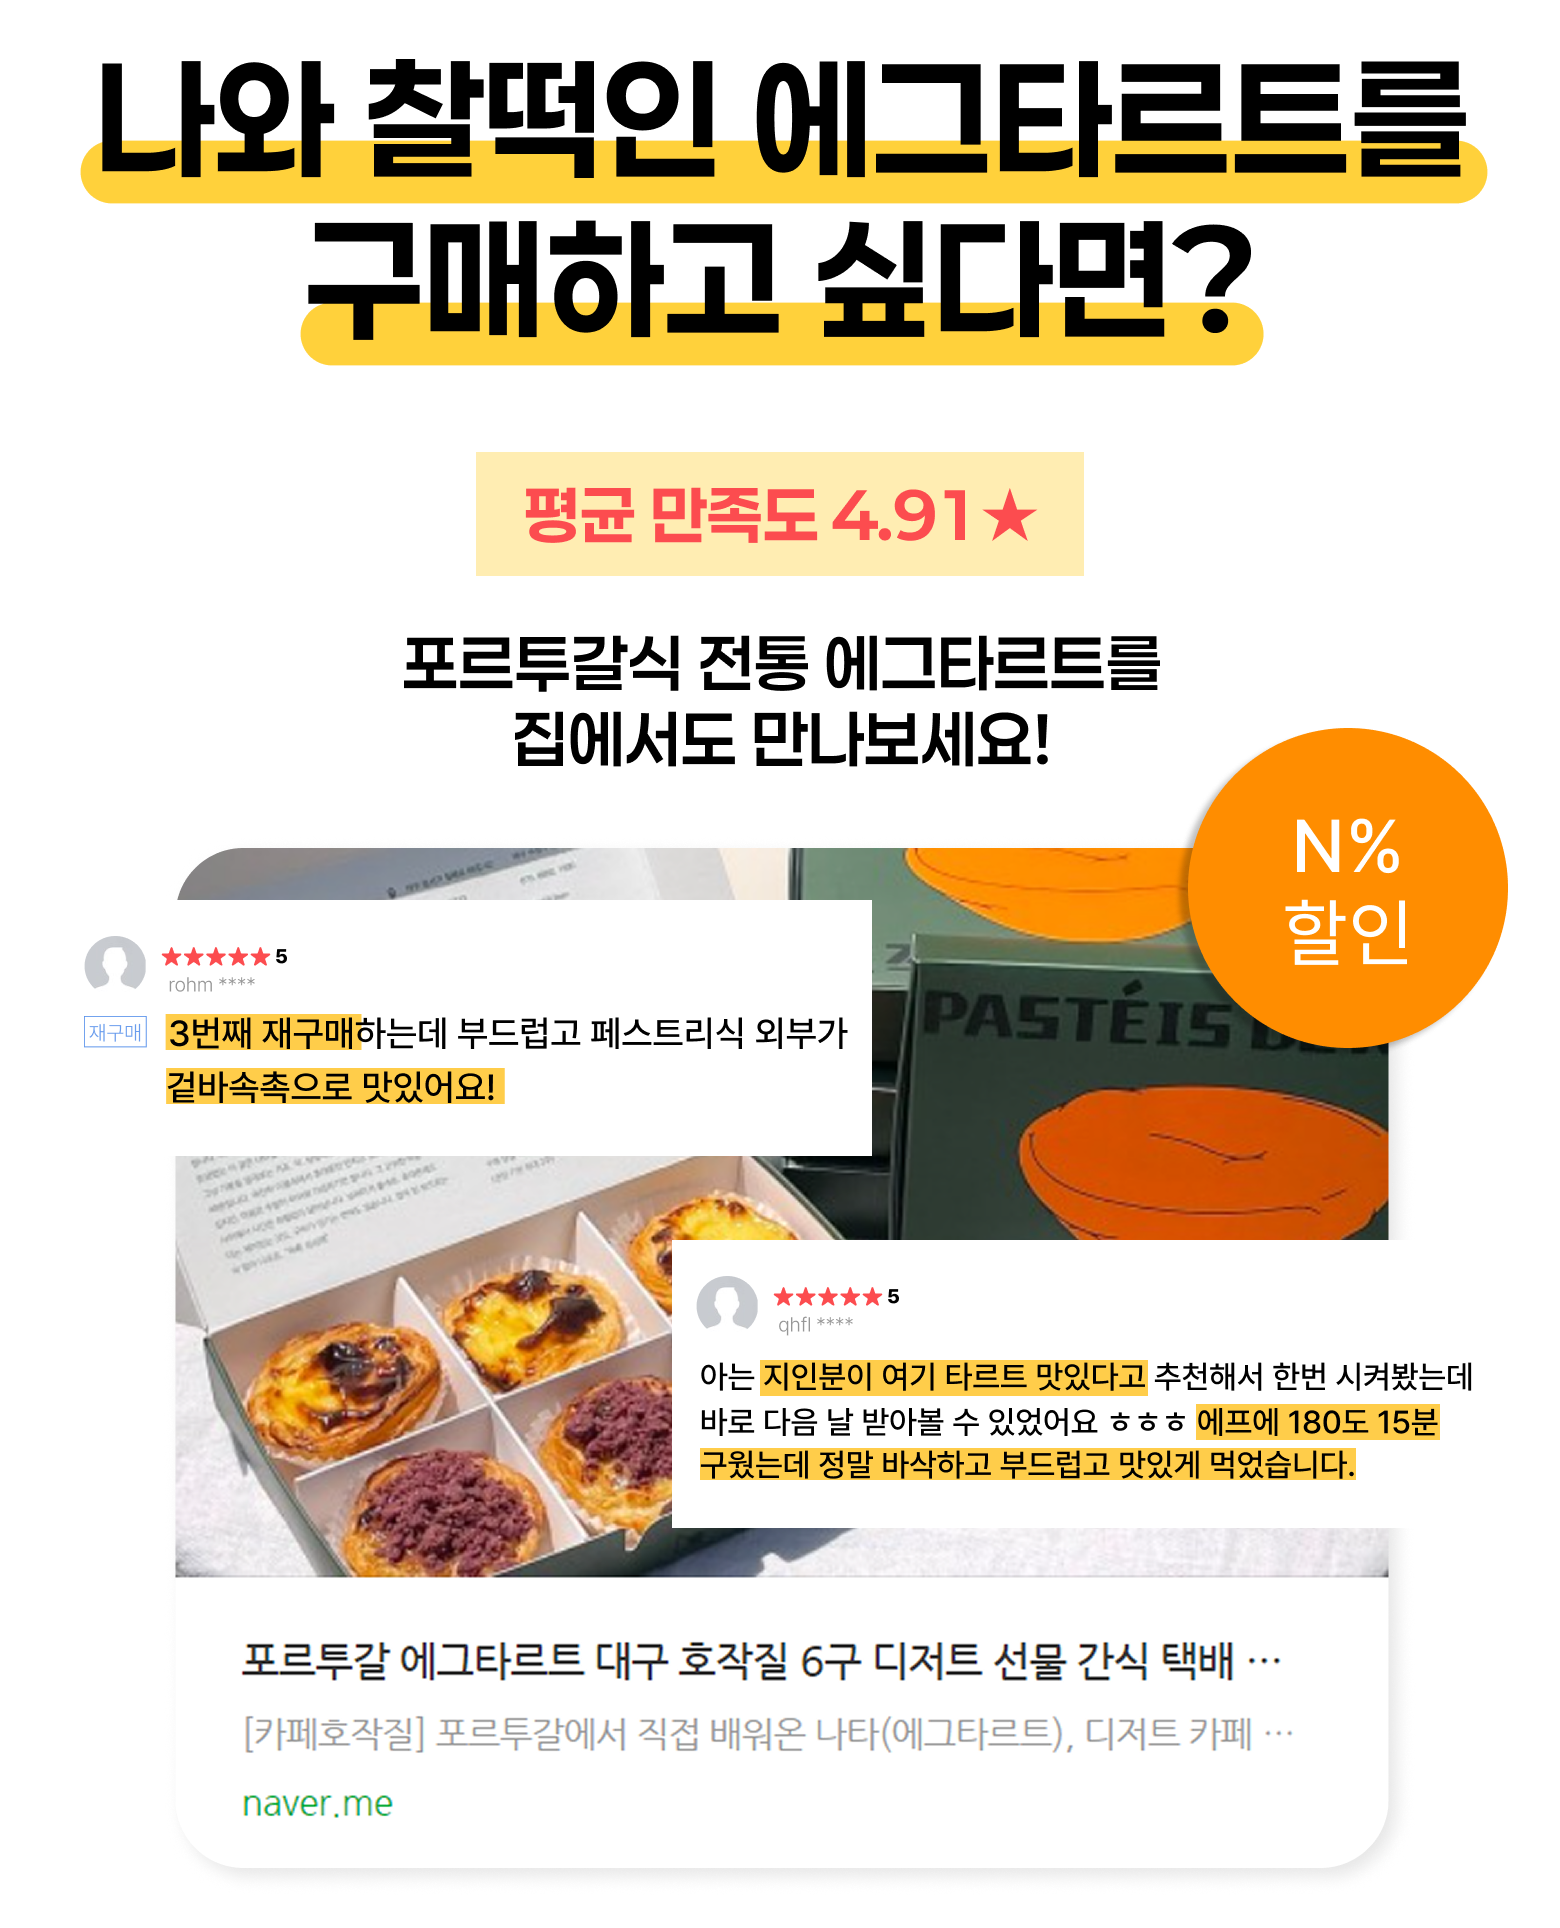 나와 찰떡인 에그타르트를
구매하고 싶다면?
평균 만족도 4.91★
포르투갈식 전통 에그타르트를
집에서도 만나보세요!
N%
할인
★★★★★ 5
rohm ****
재구매
3번째 재구매하는데 부드럽고 페스트리식 외부가
겉바속촉으로 맛있어요!
PASTÉIS
★★★★★ 5
qhfl ****
아는 지인분이 여기 타르트 맛있다고 추천해서 한번 시켜봤는데
바로 다음 날 받아볼 수 있었어요 ㅎㅎㅎ 에프에 180도 15분
구웠는데 정말 바삭하고 부드럽고 맛있게 먹었습니다.
포르투갈 에그타르트 대구 호작질 6구 디저트 선물 간식 택배 …
[카페호작질] 포르투갈에서 직접 배워온 나타(에그타르트), 디저트 카페 …
naver.me